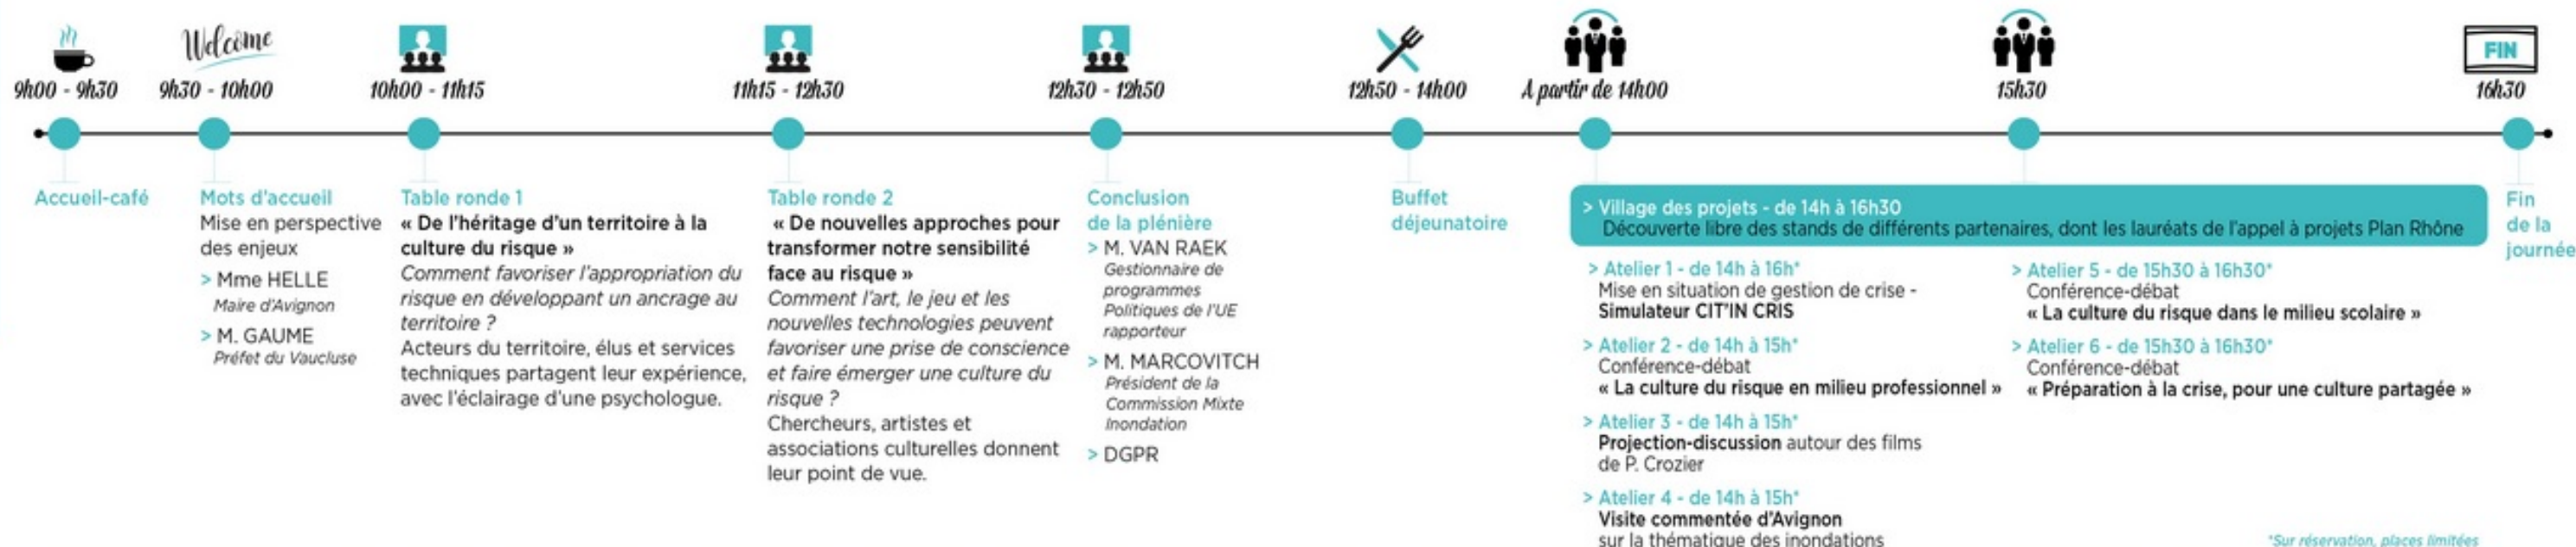 Welcome
FIN
9h00 - 9h30
9h30 - 10h00
10h00 - 11h15
11h15 - 12h30
12h30 - 12h50
12h50 - 14h00
A partir de 14h00
15h30
16h30
Accueil-café
Mots d'accueil
Mise en perspective
des enjeux
> Mme HELLE
Maire d'Avignon
> M. GAUME
Préfet du Vaucluse
Table ronde 1
« De l'héritage d'un territoire à la
culture du risque »
Comment favoriser l'appropriation du
risque en développant un ancrage au
territoire ?
Acteurs du territoire, élus et services
techniques partagent leur expérience,
avec l'éclairage d'une psychologue.
Table ronde 2
« De nouvelles approches pour
transformer notre sensibilité
face au risque »
Comment l'art, le jeu et les
nouvelles technologies peuvent
favoriser une prise de conscience
et faire émerger une culture du
risque ?
Chercheurs, artistes et
associations culturelles donnent
leur point de vue.
Conclusion
de la plénière
> M. VAN RAEK
Gestionnaire de
programmes
Politiques de l'UE
rapporteur
> M. MARCOVITCH
Président de la
Commission Mixte
Inondation
> DGPR
Buffet
déjeunatoire
> Village des projets - de 14h à 16h30
Découverte libre des stands de différents partenaires, dont les lauréats de l'appel à projets Plan Rhône
> Atelier 1 - de 14h à 16h*
Mise en situation de gestion de crise -
Simulateur CIT'IN CRIS
> Atelier 2 - de 14h à 15h*
Conférence-débat
« La culture du risque en milieu professionnel »
> Atelier 3 - de 14h à 15h*
Projection-discussion autour des films
de P. Crozier
> Atelier 4 - de 14h à 15h*
Visite commentée d'Avignon
sur la thématique des inondations
> Atelier 5 - de 15h30 à 16h30*
Conférence-débat
« La culture du risque dans le milieu scolaire »
> Atelier 6 - de 15h30 à 16h30*
Conférence-débat
« Préparation à la crise, pour une culture partagée »
Fin
de la
journée
*Sur réservation, places limitées